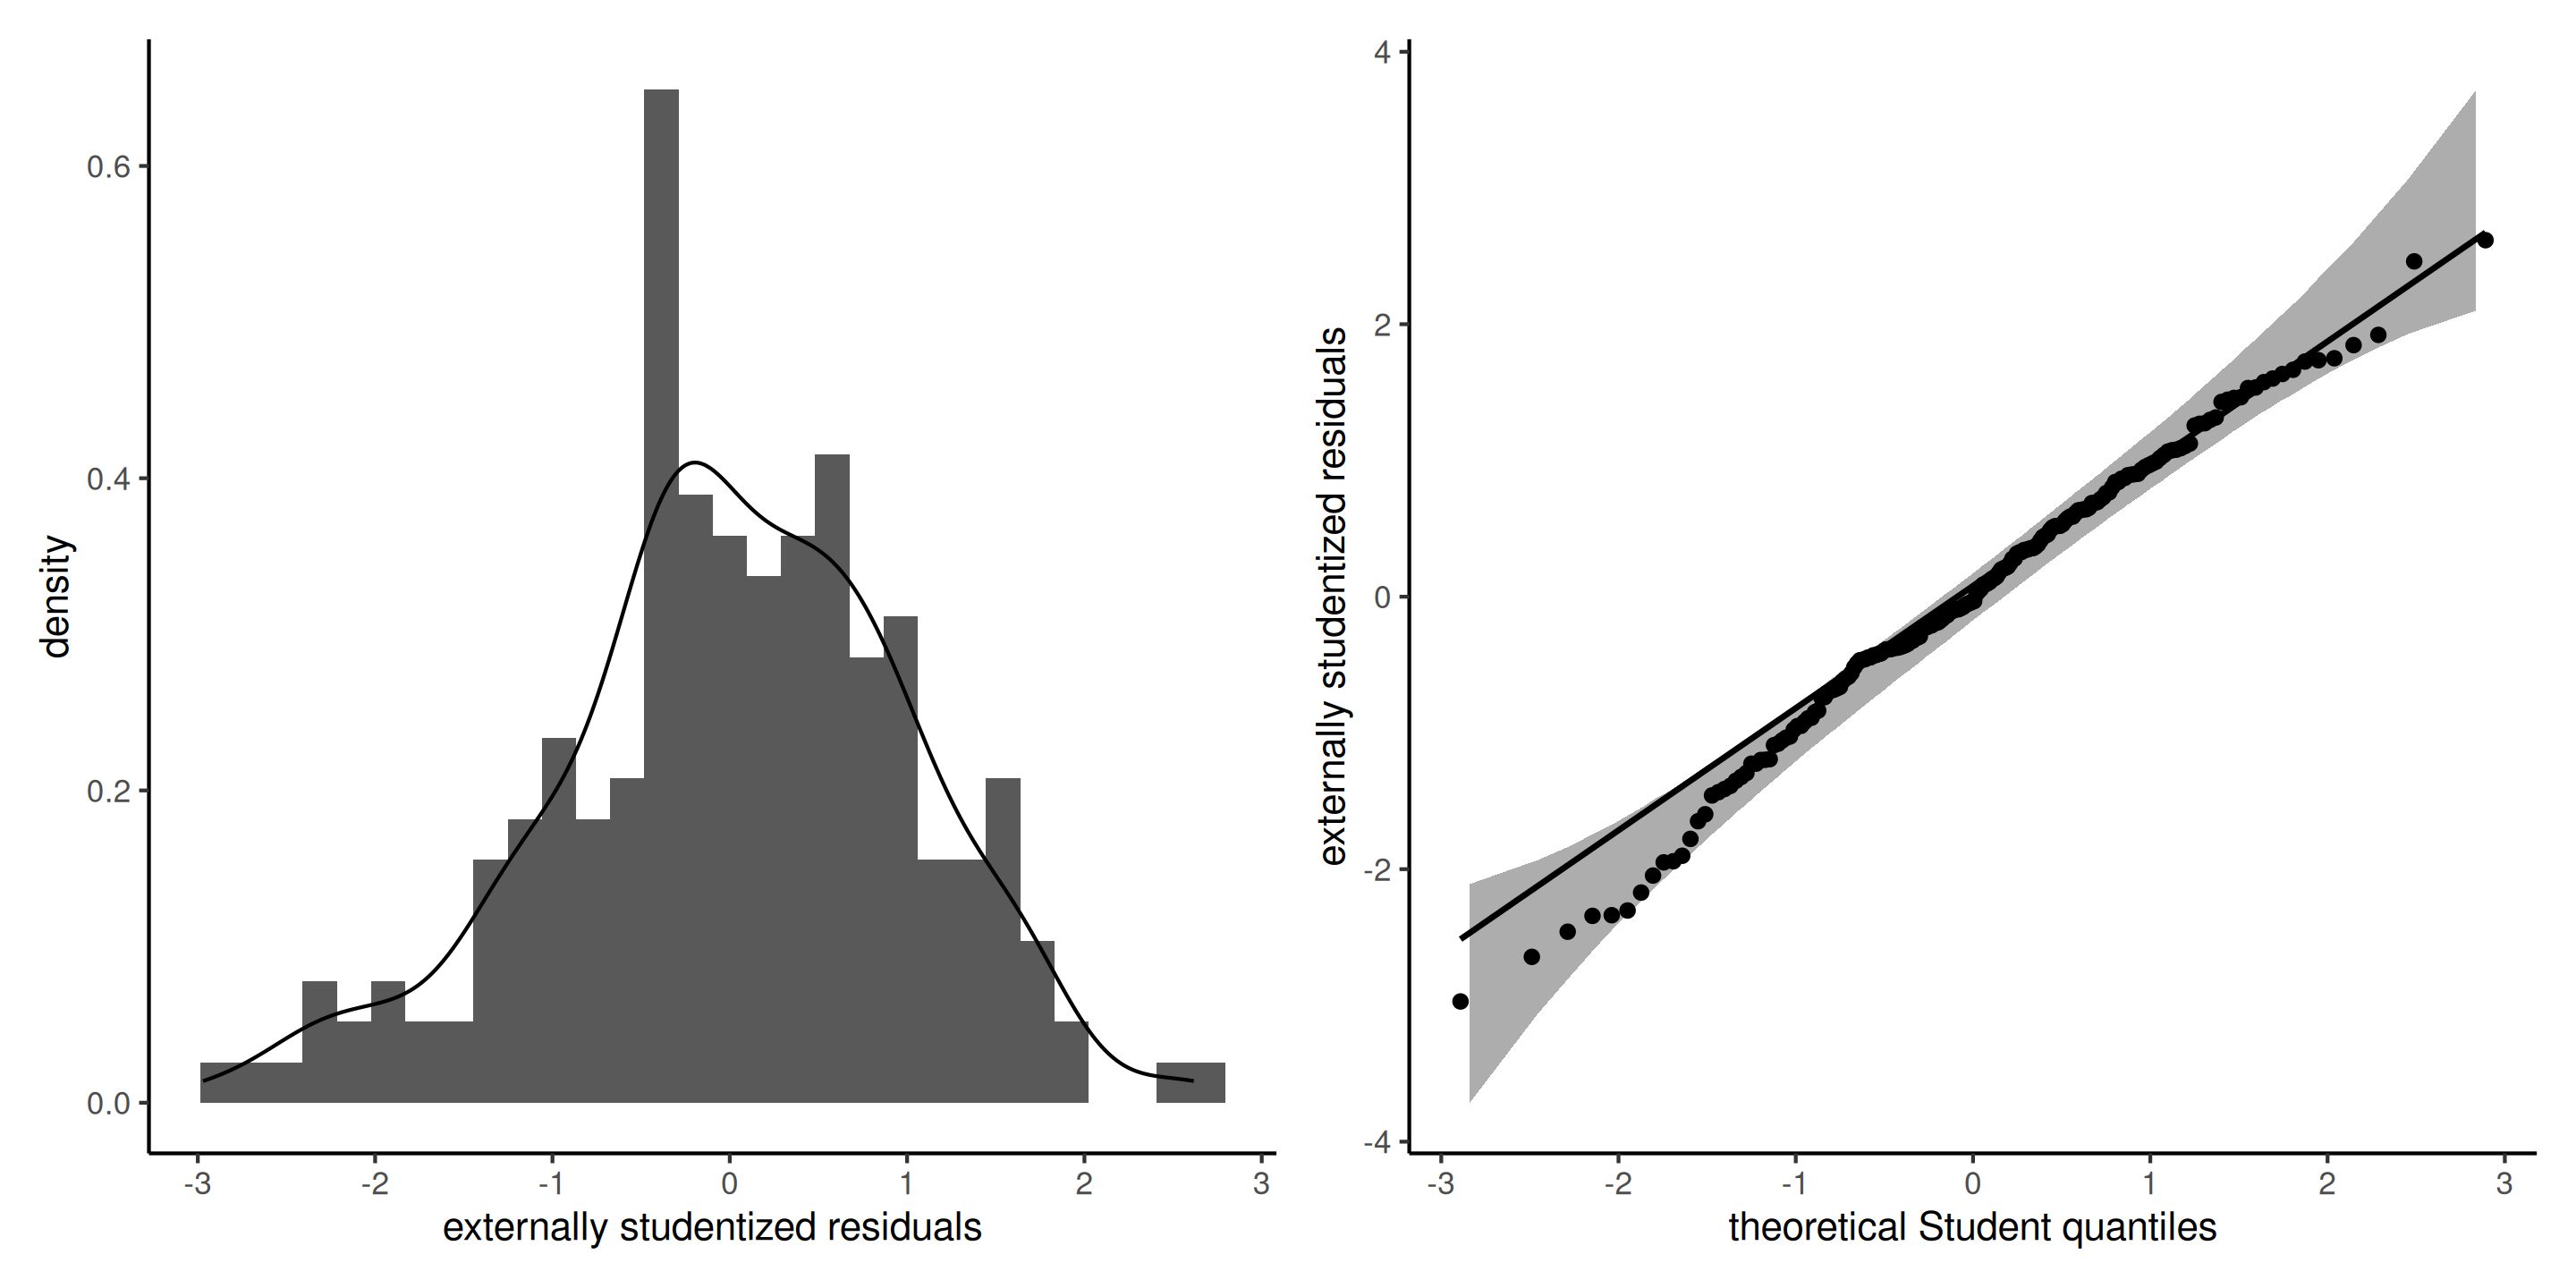 density
0.6
0.4
0.2
0.0
-3 -2 -1 0 1 2 3
externally studentized residuals
externally studentized residuals
4
2
0
-2
-4
-3 -2 -1 0 1 2 3
theoretical Student quantiles